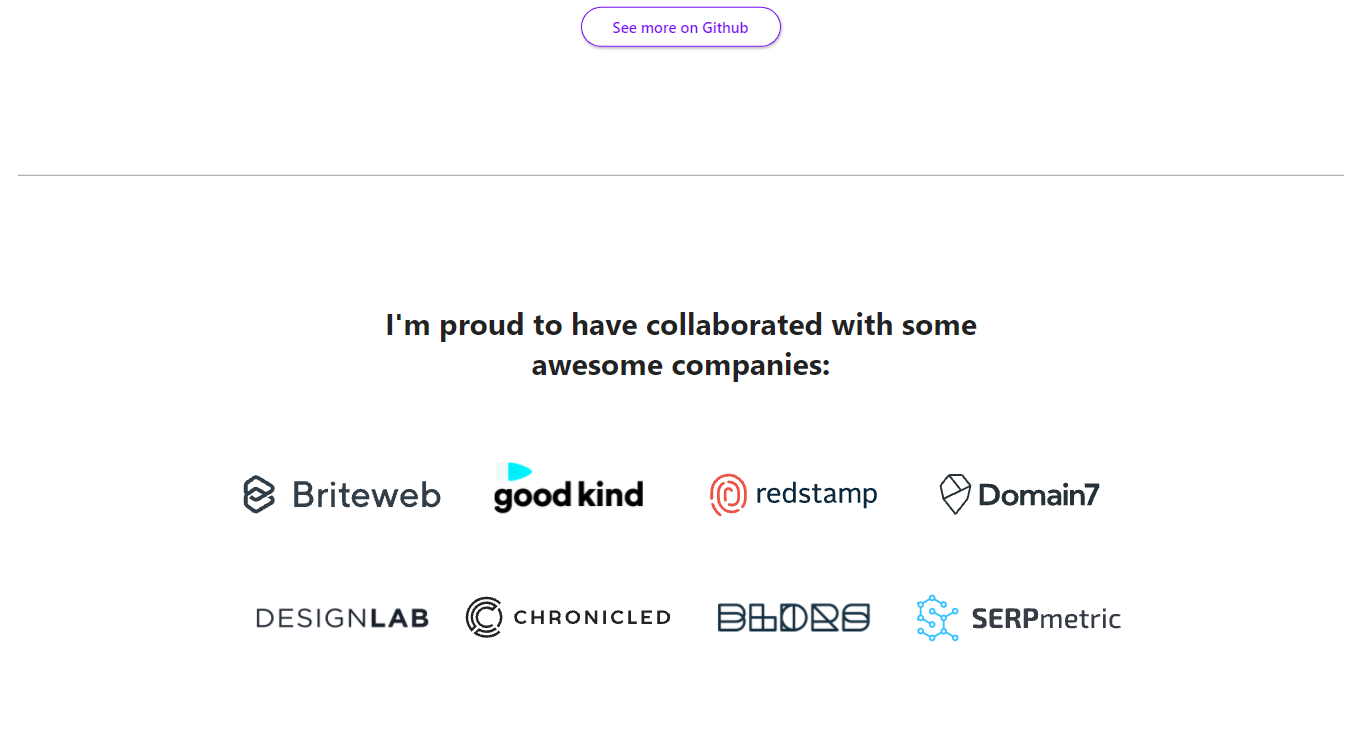 See more on Github
I'm proud to have collaborated with some
awesome companies:
Briteweb
good kind
redstamp
Domain7
DESIGNLAB
CHRONICLED
SERPmetric